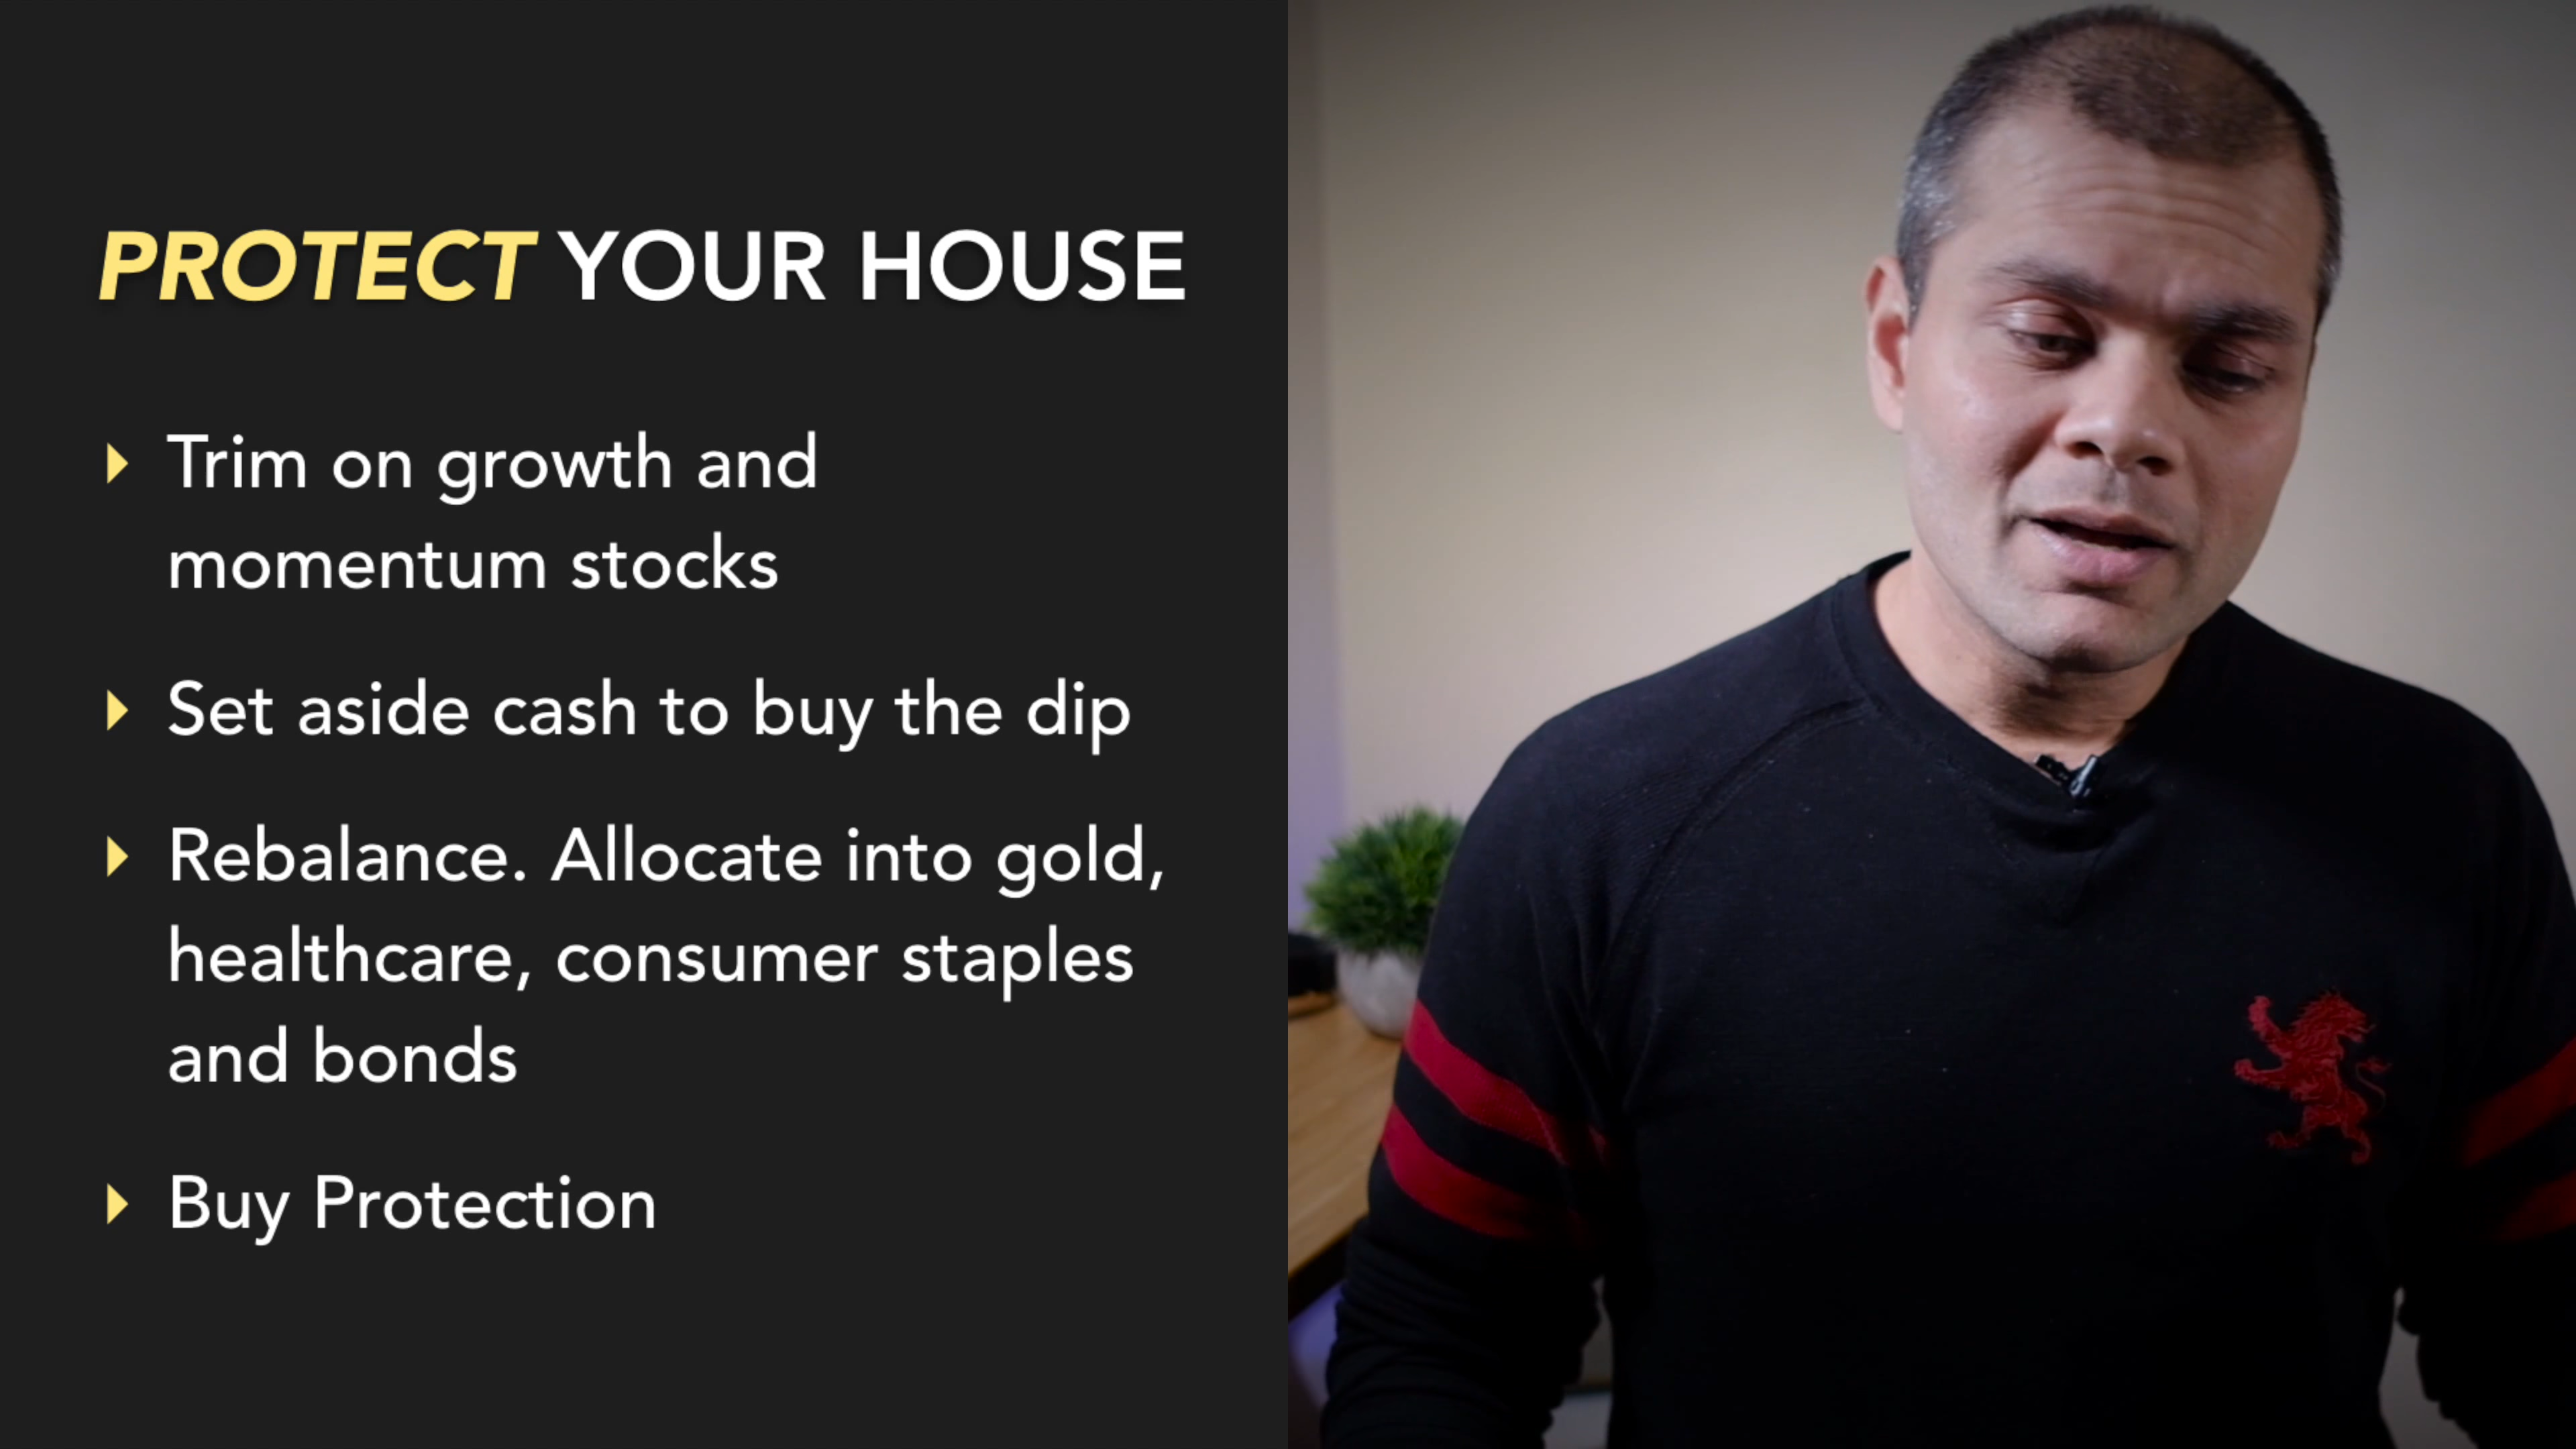 PROTECT YOUR HOUSE
Trim on growth and
momentum stocks
Set aside cash to buy the dip
Rebalance. Allocate into gold,
healthcare, consumer staples
and bonds
Buy Protection